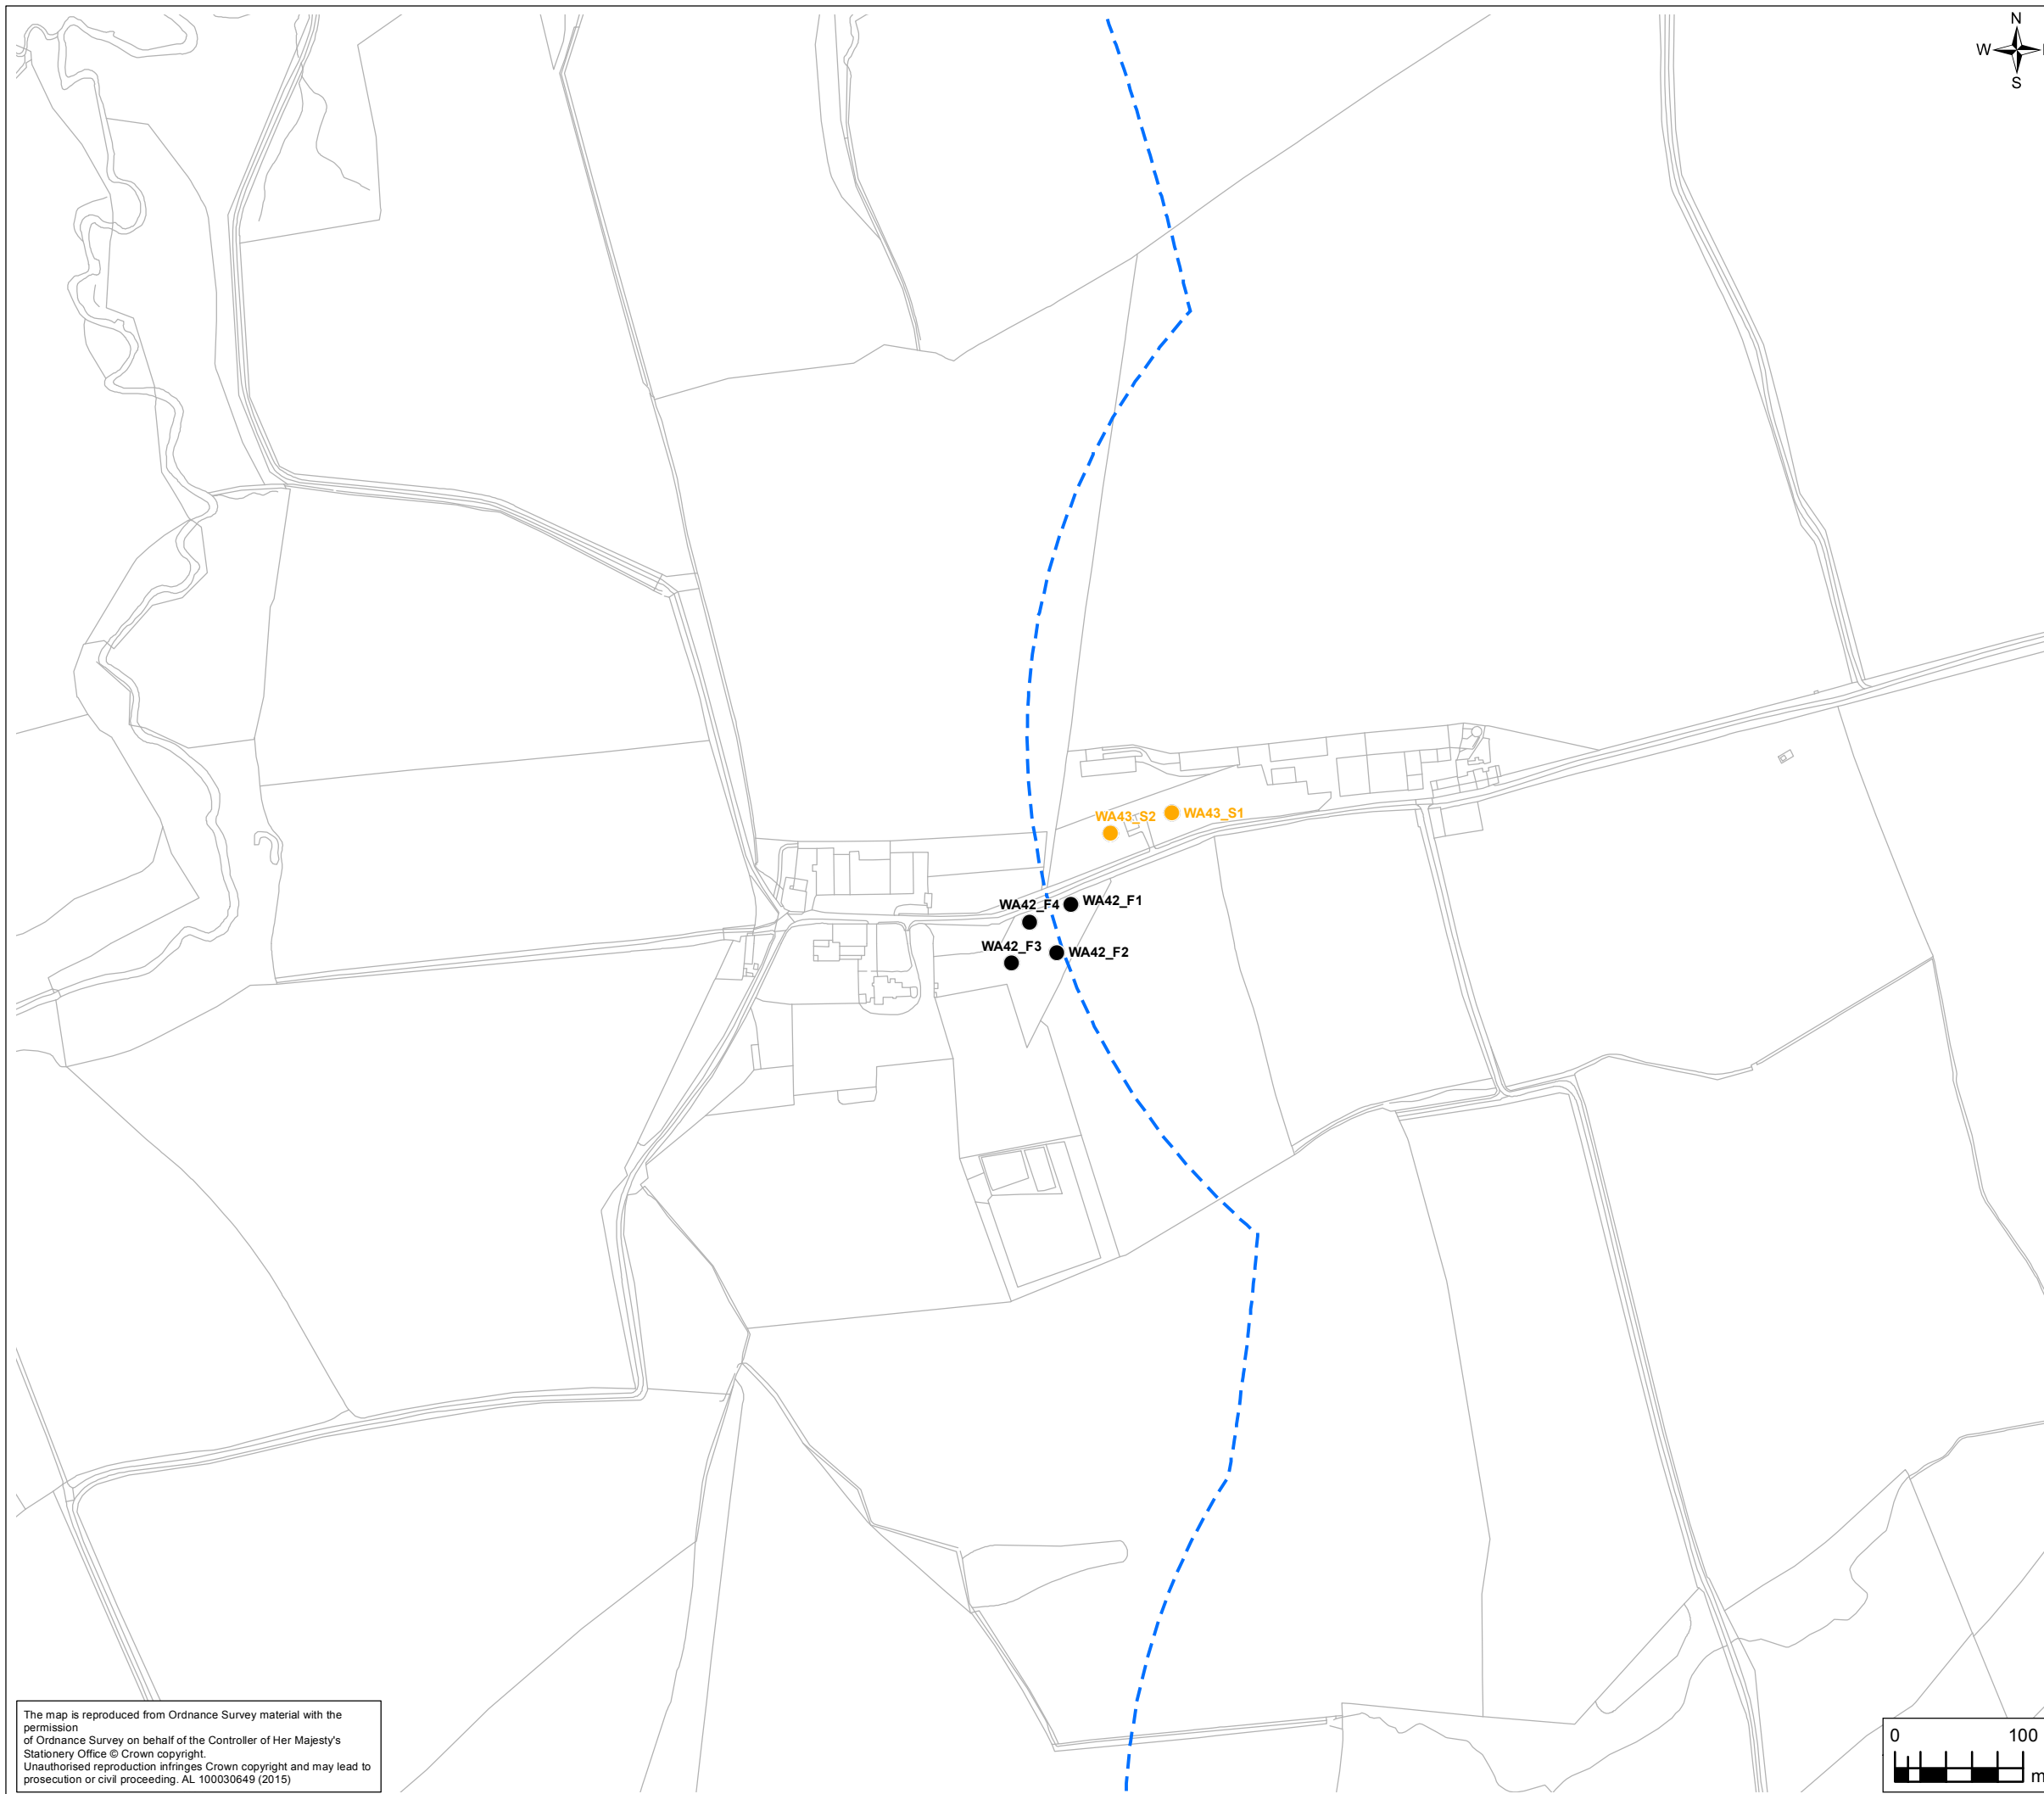 N
W
S
WA43_S1
WA43_S2
WA42_F1
WA42_F4
WA42_F3
WA42_F2
The map is reproduced from Ordnance Survey material with the
permission
of Ordnance Survey on behalf of the Controller of Her Majesty's
Stationery Office © Crown copyright.
Unauthorised reproduction infringes Crown copyright and may lead to
prosecution or civil proceeding. AL 100030649 (2015)
0 100
m